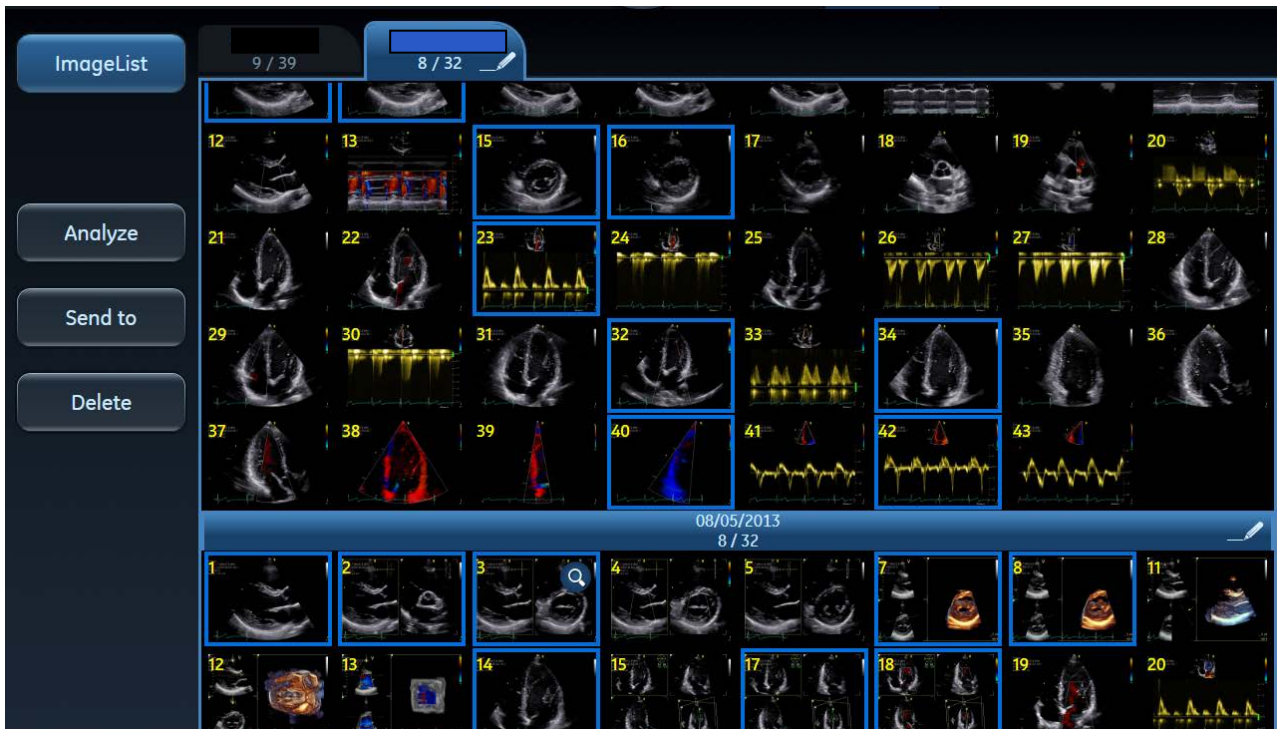 ImageList
9 / 39
8 / 32
12 13 15 16 17 18 19 20
Analyze
21 22 23 24 25 26 27 28
Send to
29 30 31 32 33 34 35 36
Delete
37 38 39 40 41 42 43
08/05/2013
8 / 32
1 2 3 4 5 7 8 11
12 13 14 15 17 18 19 20